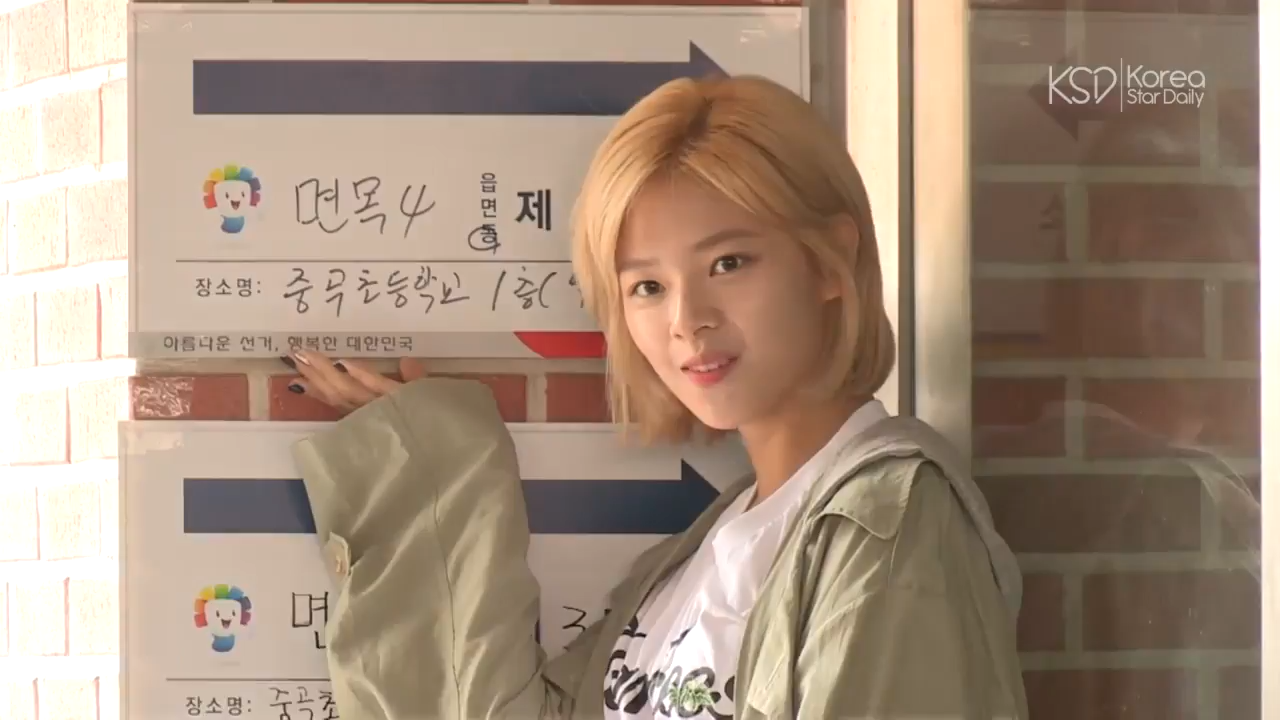 KSD Korea
Star Daily
면목4 읍면동 제
장소명: 중목초등학교 1층(
아름다운 선거, 행복한 대한민국
면
장소명: 중곡초